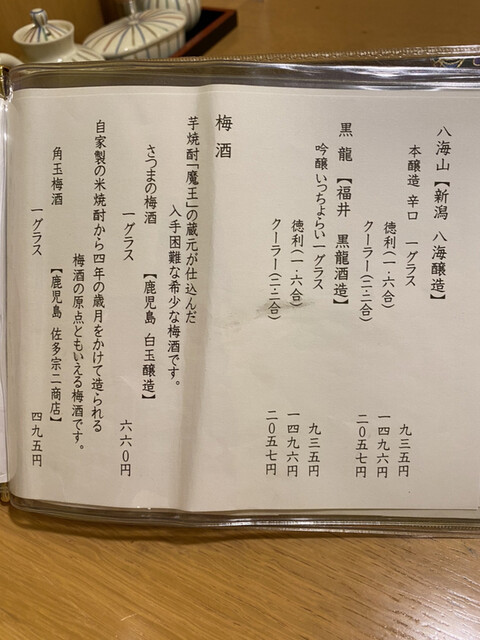 八海山【新潟 八海醸造】
本醸造 辛口 一グラス 九三五円
徳利(一・六合) 一四九六円
クーラー(二・二合) 二〇五七円
黒龍【福井 黒龍酒造】
吟醸いっちょらい 一グラス 九三五円
徳利(一・六合) 一四九六円
クーラー(二・二合) 二〇五七円
梅酒
芋焼酎「魔王」の蔵元が仕込んだ
入手困難な希少な梅酒です。
さつまの梅酒 【鹿児島 白玉醸造】
一グラス 六六〇円
自家製の米焼酎から四年の歳月をかけて造られる
梅酒の原点ともいえる梅酒です。
角玉梅酒 【鹿児島 佐多宗二商店】
一グラス 四九五円